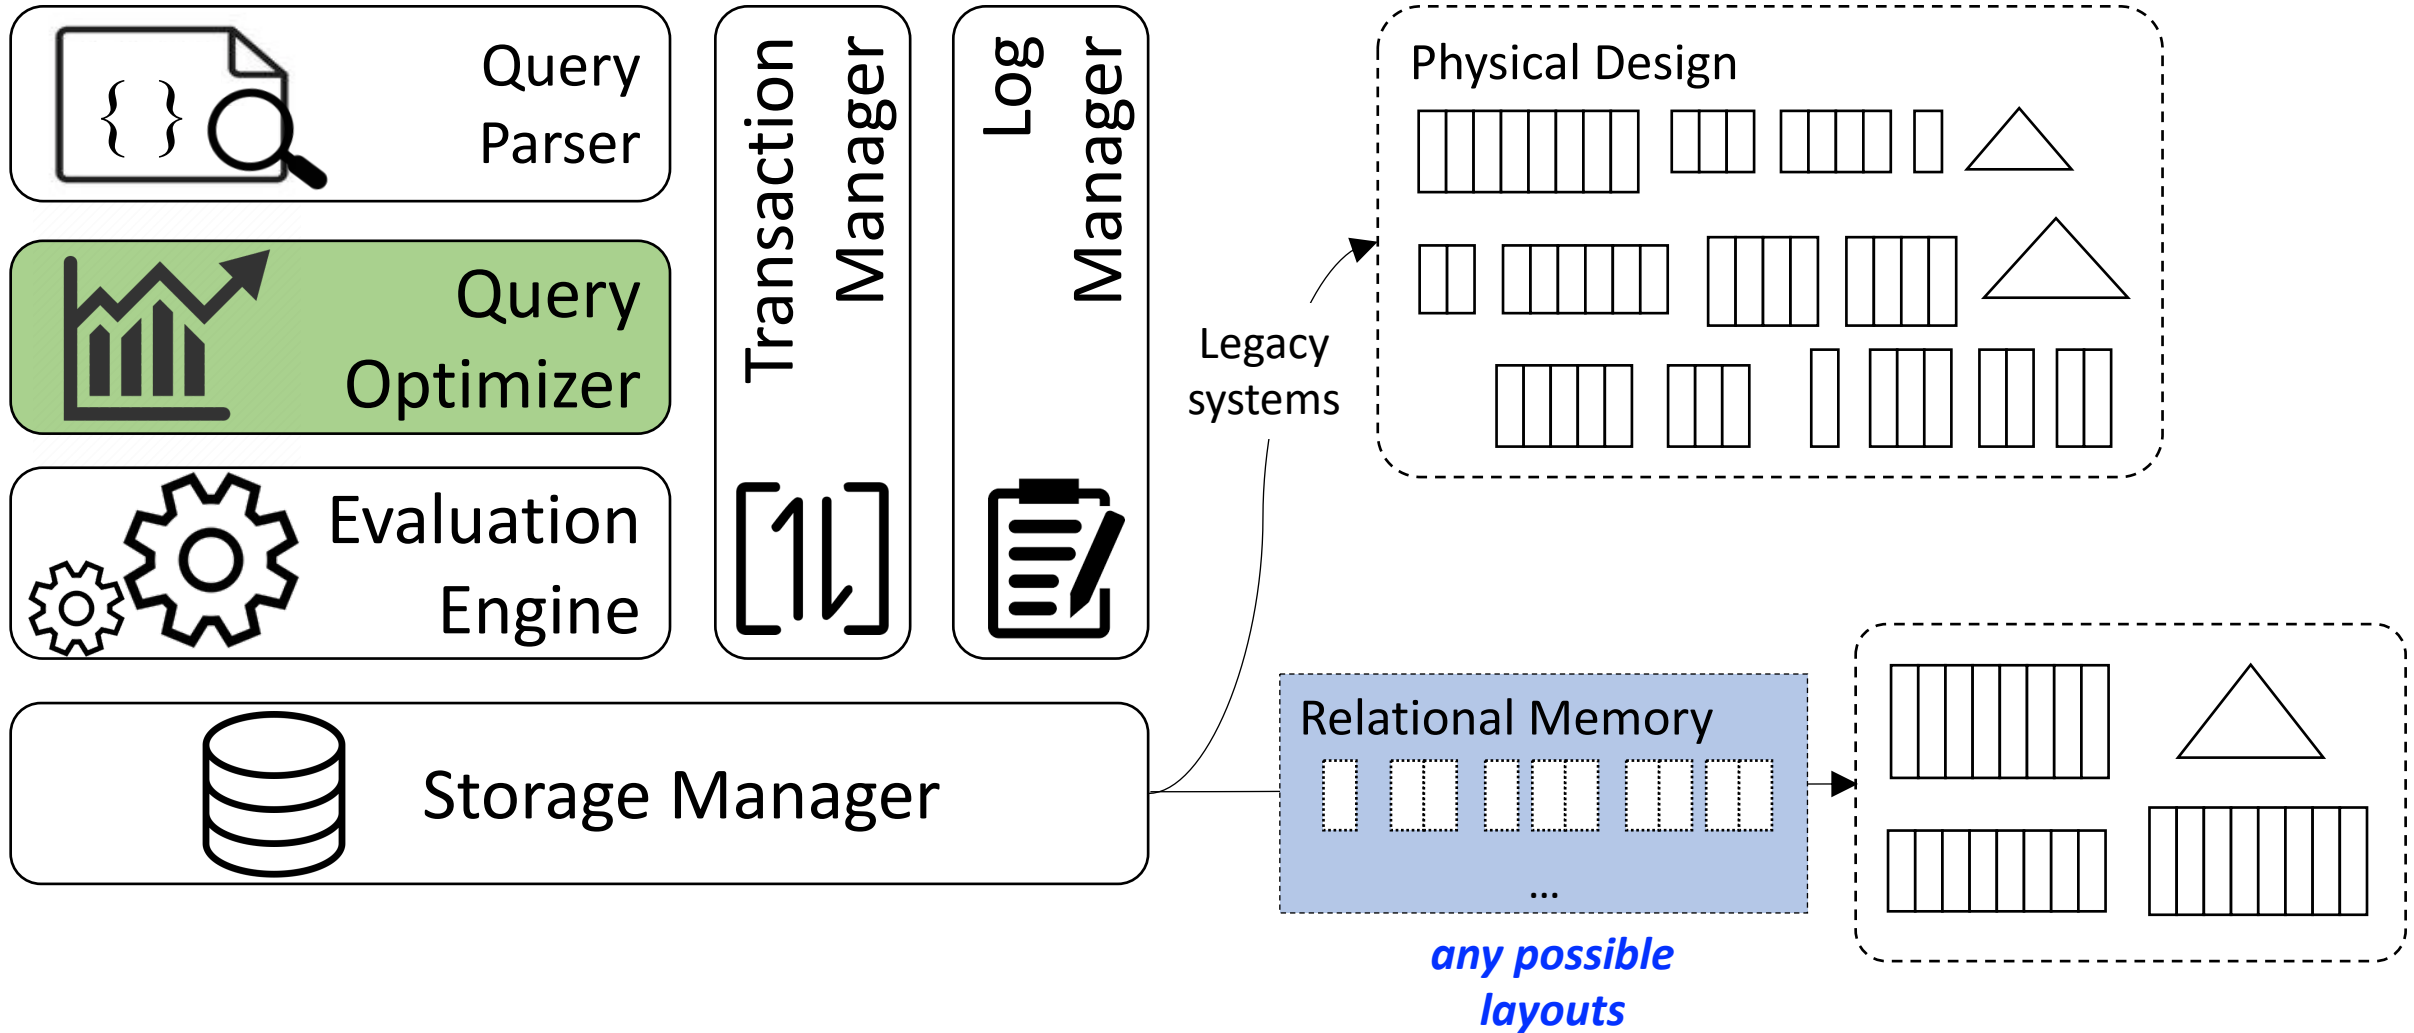 Query
Parser
Query
Optimizer
Evaluation
Engine
Transaction
Manager
Log
Manager
Storage Manager
Legacy
systems
Physical Design
Relational Memory
...
any possible
layouts
{ }